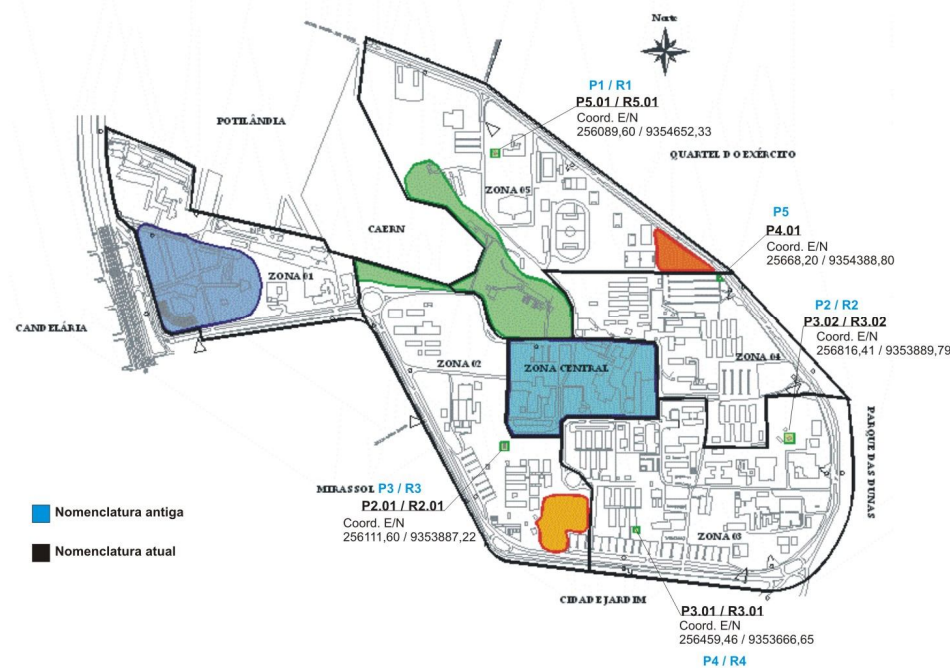 Norte
P1 / R1
P5.01 / R5.01
Coord. E/N
256089,60 / 9354652,33
POTILÂNDIA
QUARTEL DO EXÉRCITO
ZONA 05
P5
P4.01
Coord. E/N
25668,20 / 9354388,80
CAERN
ZONA 01
CANDELÁRIA
P2 / R2
P3.02 / R3.02
Coord. E/N
256816,41 / 9353889,79
ZONA 02
ZONA CENTRAL
ZONA 04
PARQUE DAS DUNAS
MIRASSOL
P3 / R3
P2.01 / R2.01
Coord. E/N
256111,60 / 9353887,22
Nomenclatura antiga
Nomenclatura atual
ZONA 03
CIDADE JARDIM
P3.01 / R3.01
Coord. E/N
256459,46 / 9353666,65
P4 / R4